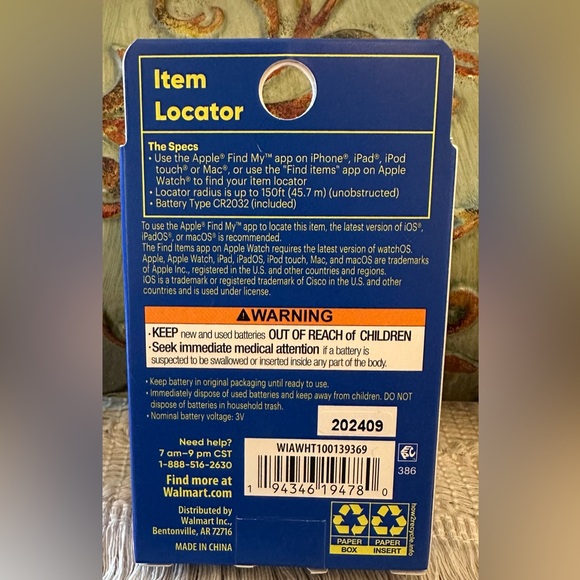 Item
Locator
The Specs
• Use the Apple® Find My™ app on iPhone®, iPad®, iPod
touch® or Mac®, or use the "Find items" app on Apple
Watch® to find your item locator
• Locator radius is up to 150ft (45.7 m) (unobstructed)
• Battery Type CR2032 (included)
To use the Apple® Find My™ app to locate this item, the latest version of iOS®,
iPadOS®, or macOS® is recommended.
The Find Items app on Apple Watch requires the latest version of watchOS.
Apple, Apple Watch, iPad, iPadOS, iPod touch, Mac, and macOS are trademarks
of Apple Inc., registered in the U.S. and other countries and regions.
iOS is a trademark or registered trademark of Cisco in the U.S. and other
countries and is used under license.
⚠WARNING
• KEEP new and used batteries OUT OF REACH of CHILDREN
• Seek immediate medical attention if a battery is
suspected to be swallowed or inserted inside any part of the body.
• Keep battery in original packaging until ready to use.
• immediately dispose of used batteries and keep away from children. DO NOT
dispose of batteries in household trash.
• Nominal battery voltage: 3V
202409
Need help?
7 am–9 pm CST
1-888-516-2630
Find more at
Walmart.com
Distributed by
Walmart Inc.,
Bentonville, AR 72716
MADE IN CHINA
WIAWHT100139369
1 94346 19478 0
386
PAPER
BOX
PAPER
INSERT
how2recycle.info